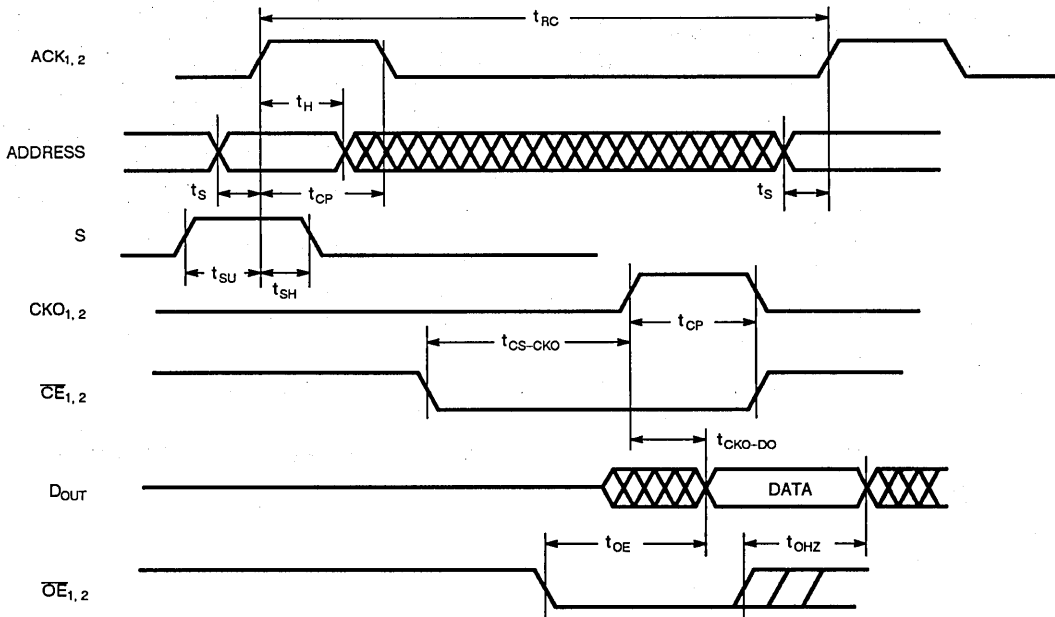 tRC
ACK1, 2
tH
ADDRESS
tS
tCP
tS
S
tSU
tSH
CKO1, 2
tCP
tCS–CKO
CE1, 2
tCKO-DO
DOUT
DATA
tOE
tOHZ
OE1, 2